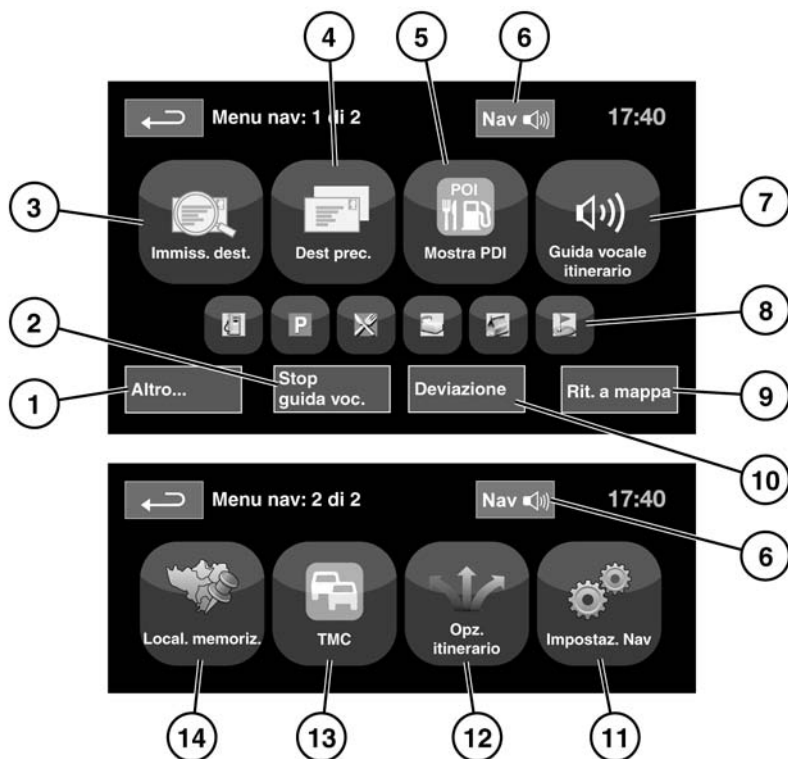 4
5
6
Menu nav: 1 di 2
Nav
17:40
3
POI
7
Immiss. dest.
Dest prec.
Mostra PDI
Guida vocale
itinerario
2
P
8
1
Altro...
Stop
guida voc.
Deviazione
Rit. a mappa
9
10
Menu nav: 2 di 2
Nav
17:40
6
Local. memoriz.
TMC
Opz.
itinerario
Impostaz. Nav
14
13
12
11